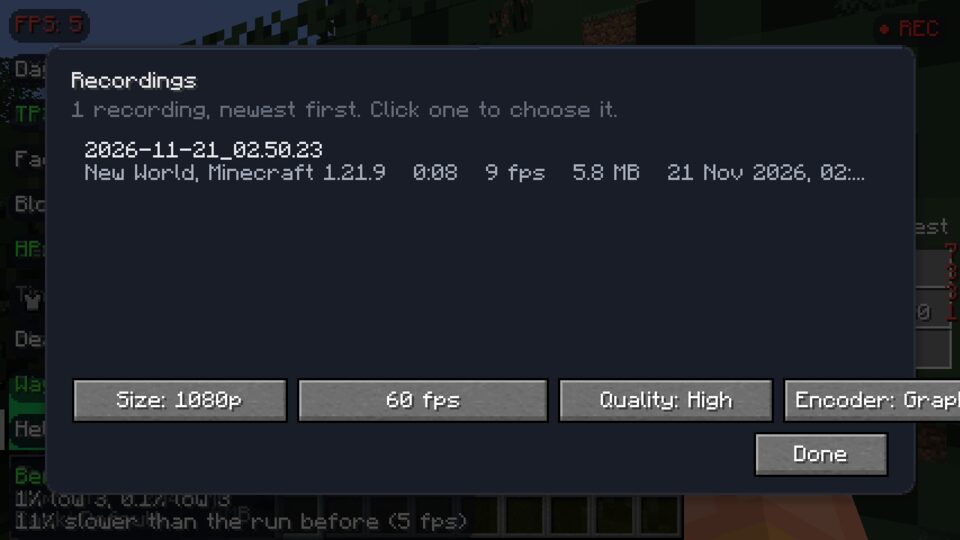 FPS: 5
REC
Recordings
1 recording, newest first. Click one to choose it.
2026-11-21_02.50.23
New World, Minecraft 1.21.9 0:08 9 fps 5.8 MB 21 Nov 2026, 02:...
Size: 1080p
60 fps
Quality: High
Encoder: Grap
Done
1% low 3, 0.1% low 3
11% slower than the run before (5 fps)